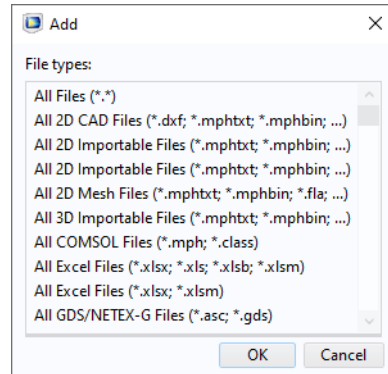 Add
File types:
All Files (*.*)
All 2D CAD Files (*.dxf; *.mphtxt; *.mphbin; ...)
All 2D Importable Files (*.mphtxt; *.mphbin; ...)
All 2D Importable Files (*.mphtxt; *.mphbin; ...)
All 2D Mesh Files (*.mphtxt; *.mphbin; *.fla; ...)
All 3D Importable Files (*.mphtxt; *.mphbin; ...)
All COMSOL Files (*.mph; *.class)
All Excel Files (*.xlsx; *.xls; *.xlsb; *.xlsm)
All Excel Files (*.xlsx; *.xlsm)
All GDS/NETEX-G Files (*.asc; *.gds)
OK Cancel